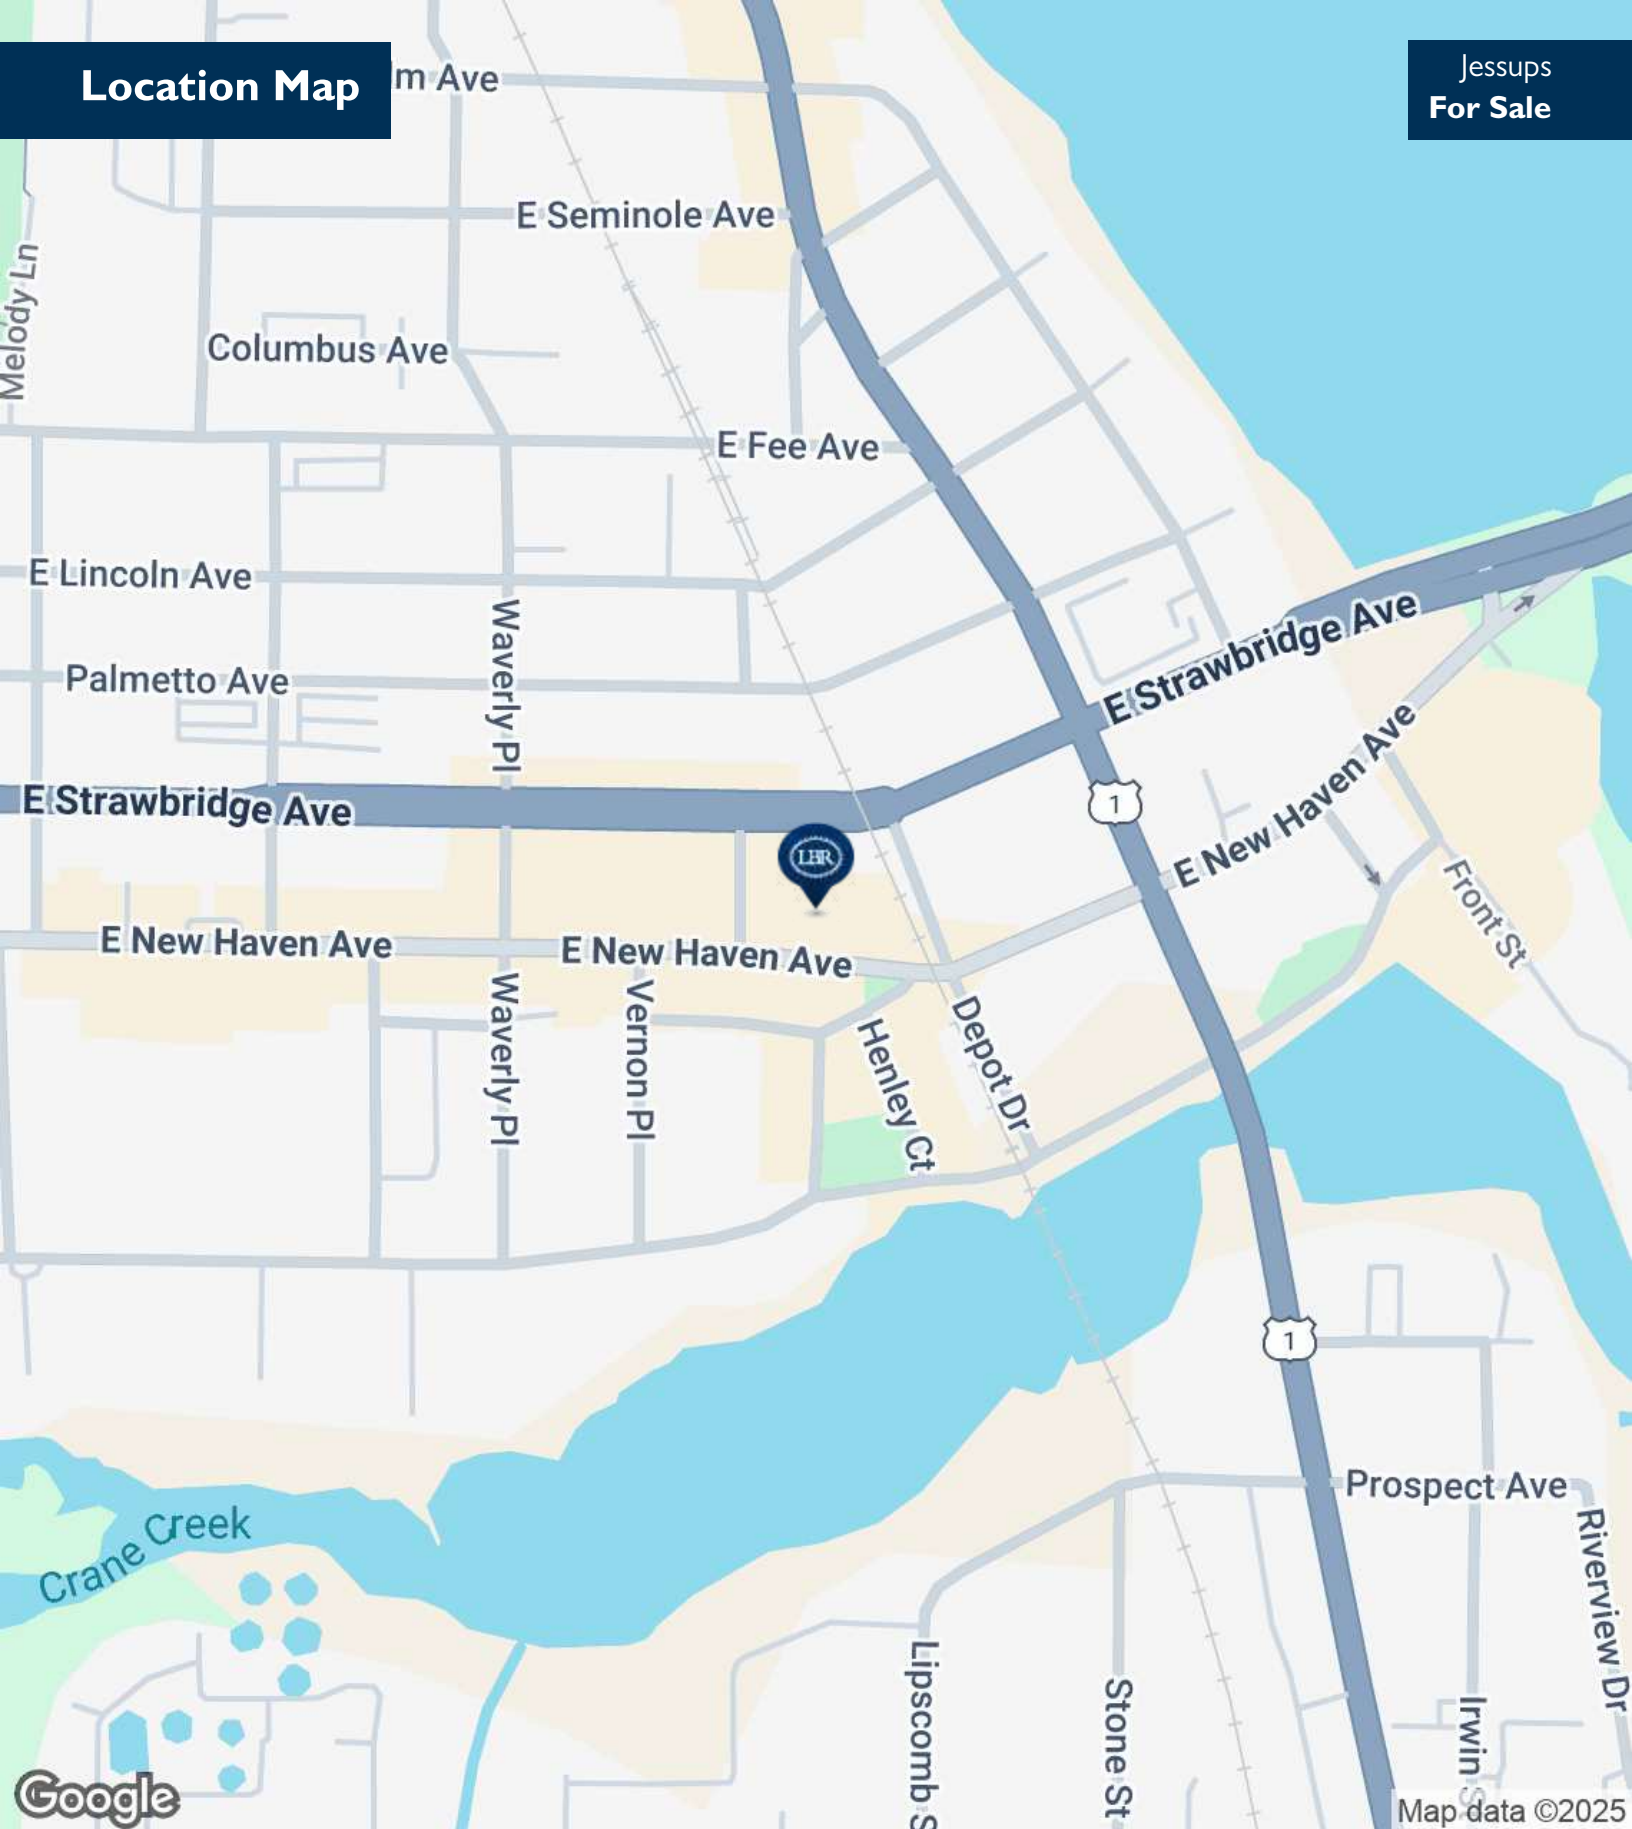 Location Map
Jessups
For Sale
lm Ave
E Seminole Ave
Melody Ln
Columbus Ave
E Fee Ave
E Lincoln Ave
Waverly Pl
Palmetto Ave
E Strawbridge Ave
E Strawbridge Ave
1
LBR
E New Haven Ave
E New Haven Ave
E New Haven Ave
Front St
Waverly Pl
Vernon Pl
Henley Ct
Depot Dr
1
Prospect Ave
Crane Creek
Riverview Dr
Lipscomb S
Stone St
Irwin St
Google
Map data ©2025